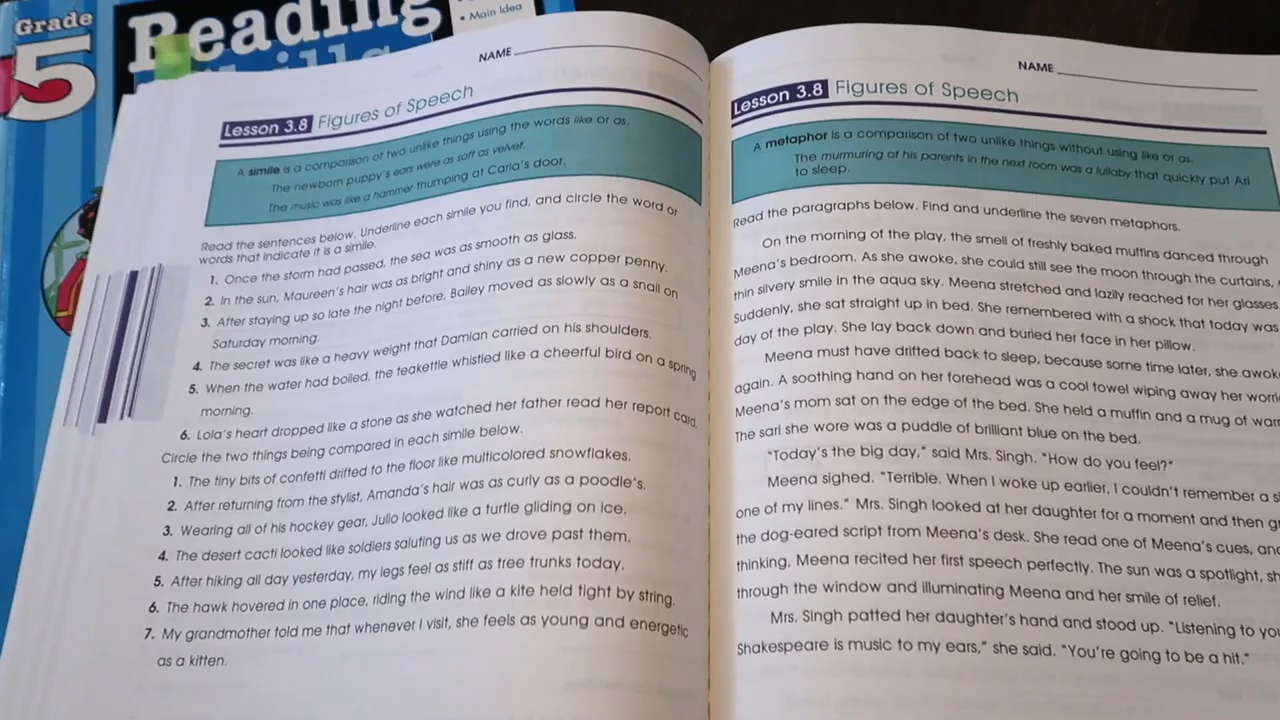 Grade
5
Reading
Skills
• Main Idea
NAME
Lesson 3.8 Figures of Speech
A simile is a comparison of two unlike things using the words like or as.
The newborn puppy's ears were as soft as velvet.
The music was like a hammer thumping at Carla's door.
Read the sentences below. Underline each simile you find, and circle the word or
words that indicate it is a simile.
1. Once the storm had passed, the sea was as smooth as glass.
2. In the sun, Maureen's hair was as bright and shiny as a new copper penny.
3. After staying up so late the night before, Bailey moved as slowly as a snail on
Saturday morning.
4. The secret was like a heavy weight that Damian carried on his shoulders.
5. When the water had boiled, the teakettle whistled like a cheerful bird on a spring
morning.
6. Lola's heart dropped like a stone as she watched her father read her report card.
Circle the two things being compared in each simile below.
1. The tiny bits of confetti drifted to the floor like multicolored snowflakes.
2. After returning from the stylist, Amanda's hair was as curly as a poodle's.
3. Wearing all of his hockey gear, Julio looked like a turtle gliding on ice.
4. The desert cacti looked like soldiers saluting us as we drove past them.
5. After hiking all day yesterday, my legs feel as stiff as tree trunks today.
6. The hawk hovered in one place, riding the wind like a kite held tight by string.
7. My grandmother told me that whenever I visit, she feels as young and energetic
as a kitten.
NAME
Lesson 3.8 Figures of Speech
A metaphor is a comparison of two unlike things without using like or as.
The murmuring of his parents in the next room was a lullaby that quickly put Ari
to sleep.
Read the paragraphs below. Find and underline the seven metaphors.
On the morning of the play, the smell of freshly baked muffins danced through
Meena's bedroom. As she awoke, she could still see the moon through the curtains,
thin silvery smile in the aqua sky. Meena stretched and lazily reached for her glasses
Suddenly, she sat straight up in bed. She remembered with a shock that today was
day of the play. She lay back down and buried her face in her pillow.
Meena must have drifted back to sleep, because some time later, she awok
again. A soothing hand on her forehead was a cool towel wiping away her worri
Meena's mom sat on the edge of the bed. She held a muffin and a mug of war
The sari she wore was a puddle of brilliant blue on the bed.
"Today's the big day," said Mrs. Singh. "How do you feel?"
Meena sighed. "Terrible. When I woke up earlier, I couldn't remember a s
one of my lines." Mrs. Singh looked at her daughter for a moment and then g
the dog-eared script from Meena's desk. She read one of Meena's cues, and
thinking, Meena recited her first speech perfectly. The sun was a spotlight, sh
through the window and illuminating Meena and her smile of relief.
Mrs. Singh patted her daughter's hand and stood up. "Listening to you
Shakespeare is music to my ears," she said. "You're going to be a hit."